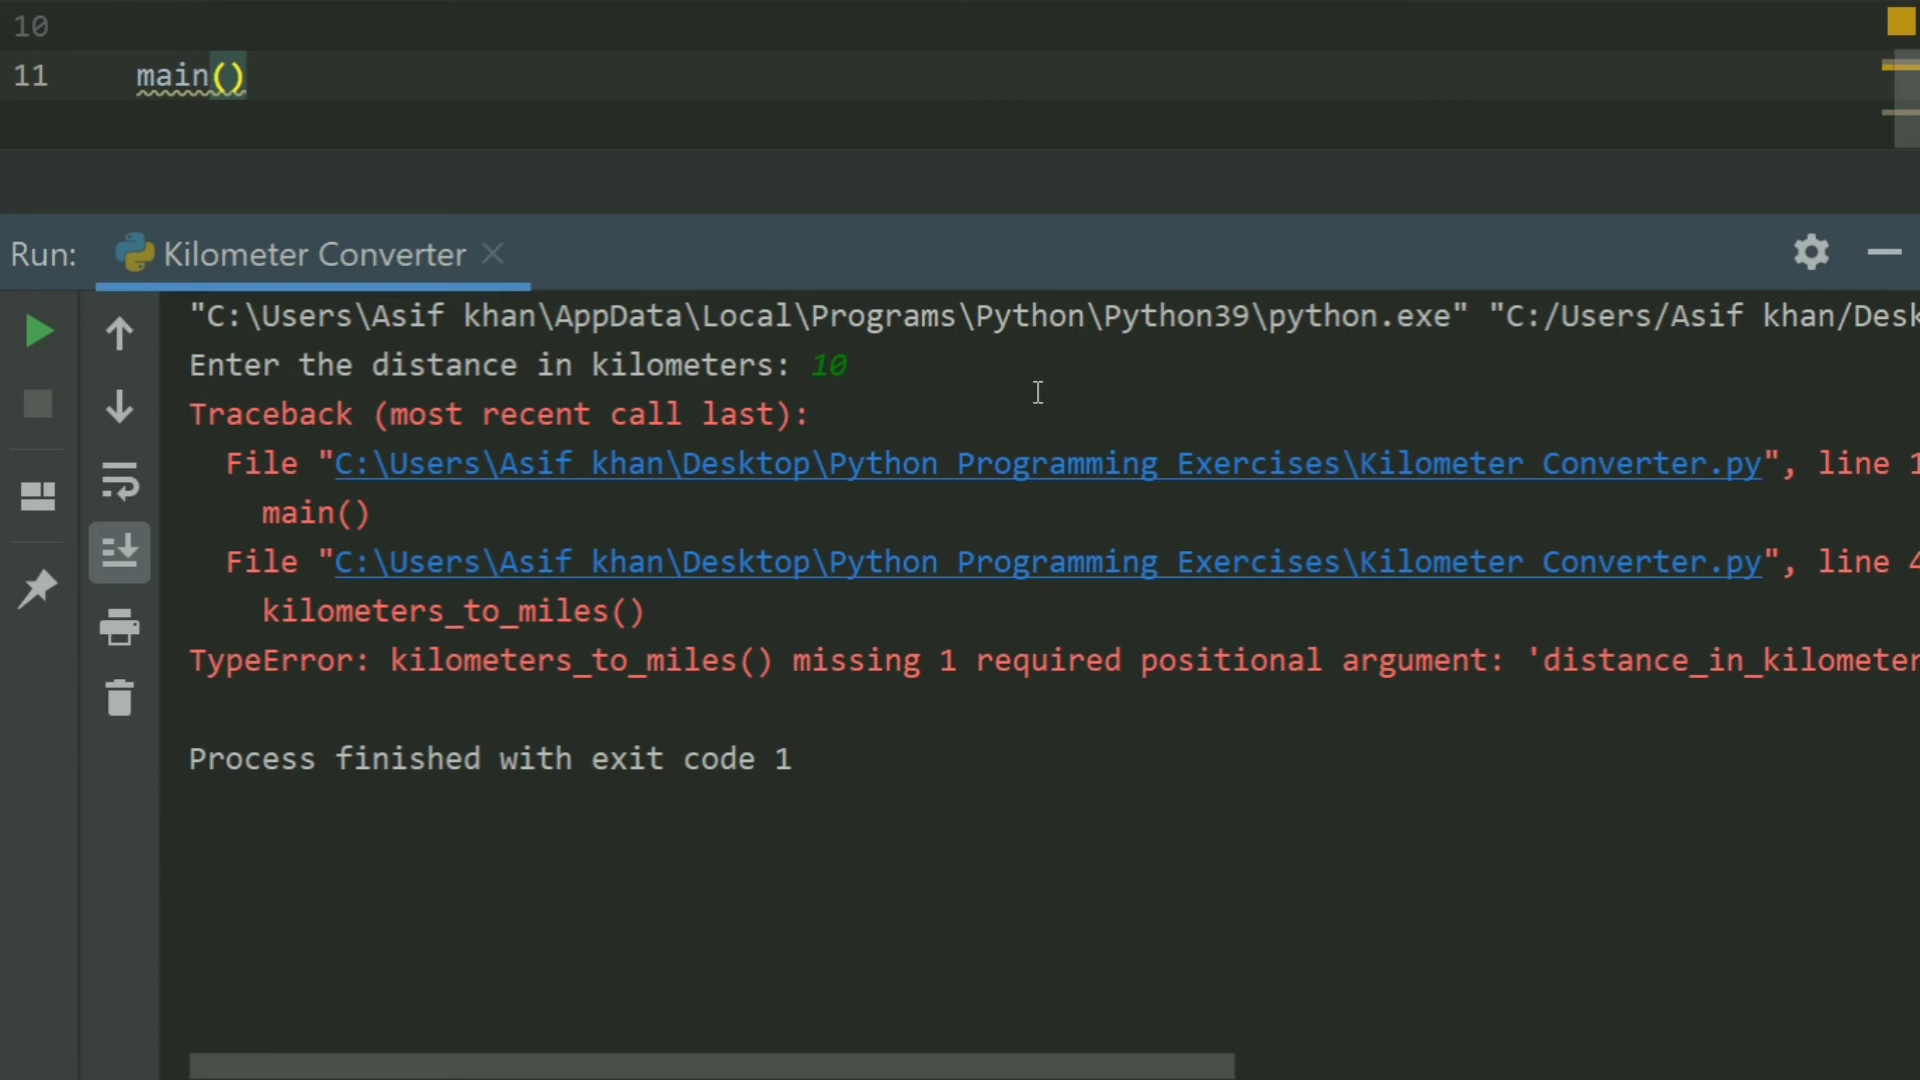 10
11 main()
Run: Kilometer Converter
"C:\Users\Asif khan\AppData\Local\Programs\Python\Python39\python.exe" "C:/Users/Asif khan/Desk
Enter the distance in kilometers: 10
Traceback (most recent call last):
File "C:\Users\Asif khan\Desktop\Python Programming Exercises\Kilometer Converter.py", line 1
main()
File "C:\Users\Asif khan\Desktop\Python Programming Exercises\Kilometer Converter.py", line 4
kilometers_to_miles()
TypeError: kilometers_to_miles() missing 1 required positional argument: 'distance_in_kilometer
Process finished with exit code 1